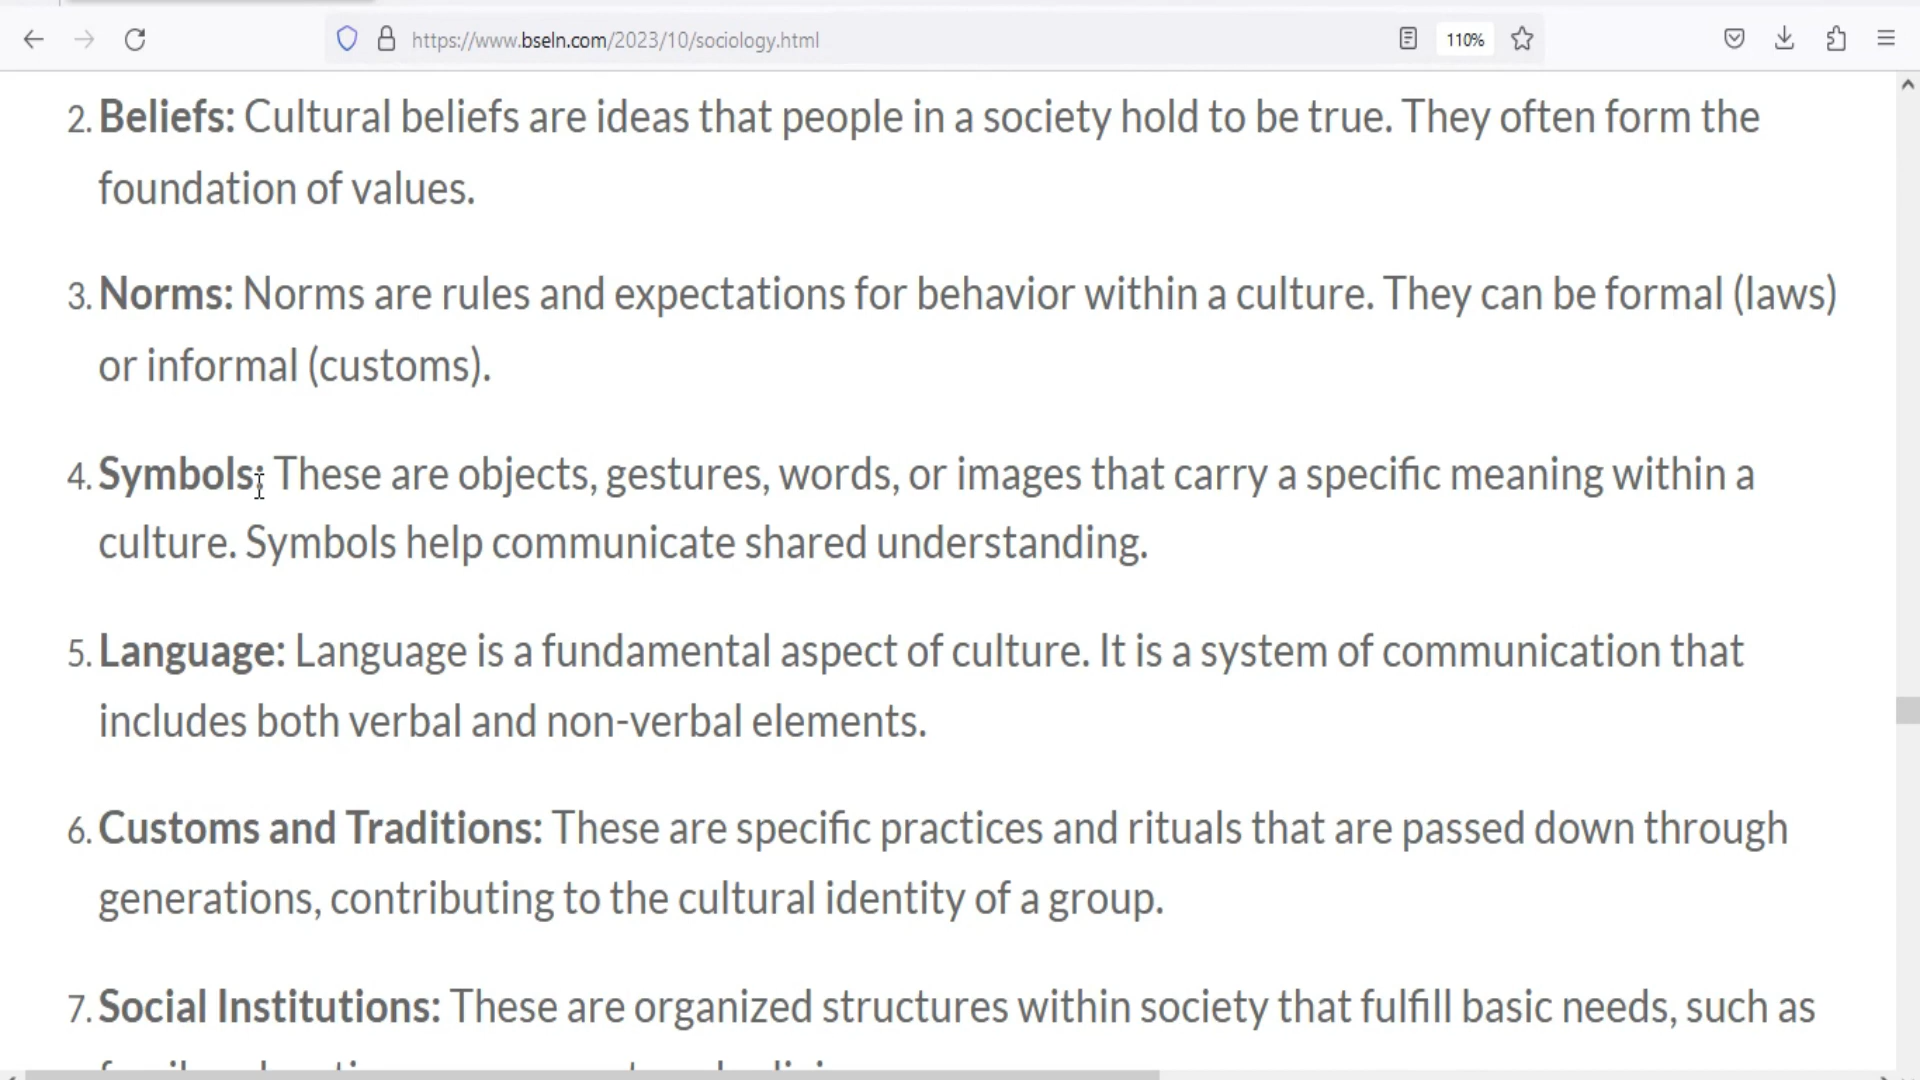 https://www.bseln.com/2023/10/sociology.html
110%
2. Beliefs: Cultural beliefs are ideas that people in a society hold to be true. They often form the
foundation of values.
3. Norms: Norms are rules and expectations for behavior within a culture. They can be formal (laws)
or informal (customs).
4. Symbols: These are objects, gestures, words, or images that carry a specific meaning within a
culture. Symbols help communicate shared understanding.
5. Language: Language is a fundamental aspect of culture. It is a system of communication that
includes both verbal and non-verbal elements.
6. Customs and Traditions: These are specific practices and rituals that are passed down through
generations, contributing to the cultural identity of a group.
7. Social Institutions: These are organized structures within society that fulfill basic needs, such as